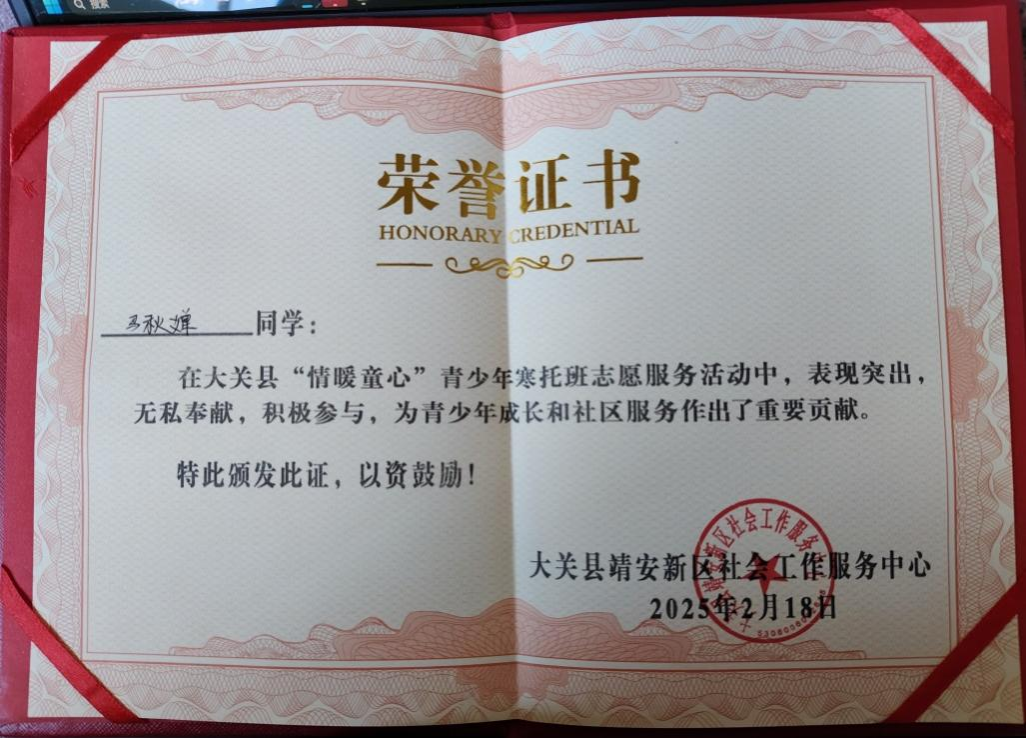 搜索
荣誉证书
HONORARY CREDENTIAL
马秋婵 同学：
在大关县“情暖童心”青少年寒托班志愿服务活动中，表现突出，
无私奉献，积极参与，为青少年成长和社区服务作出了重要贡献。
特此颁发此证，以资鼓励！
大关县靖安新区社会工作服务中心
2025年2月18日